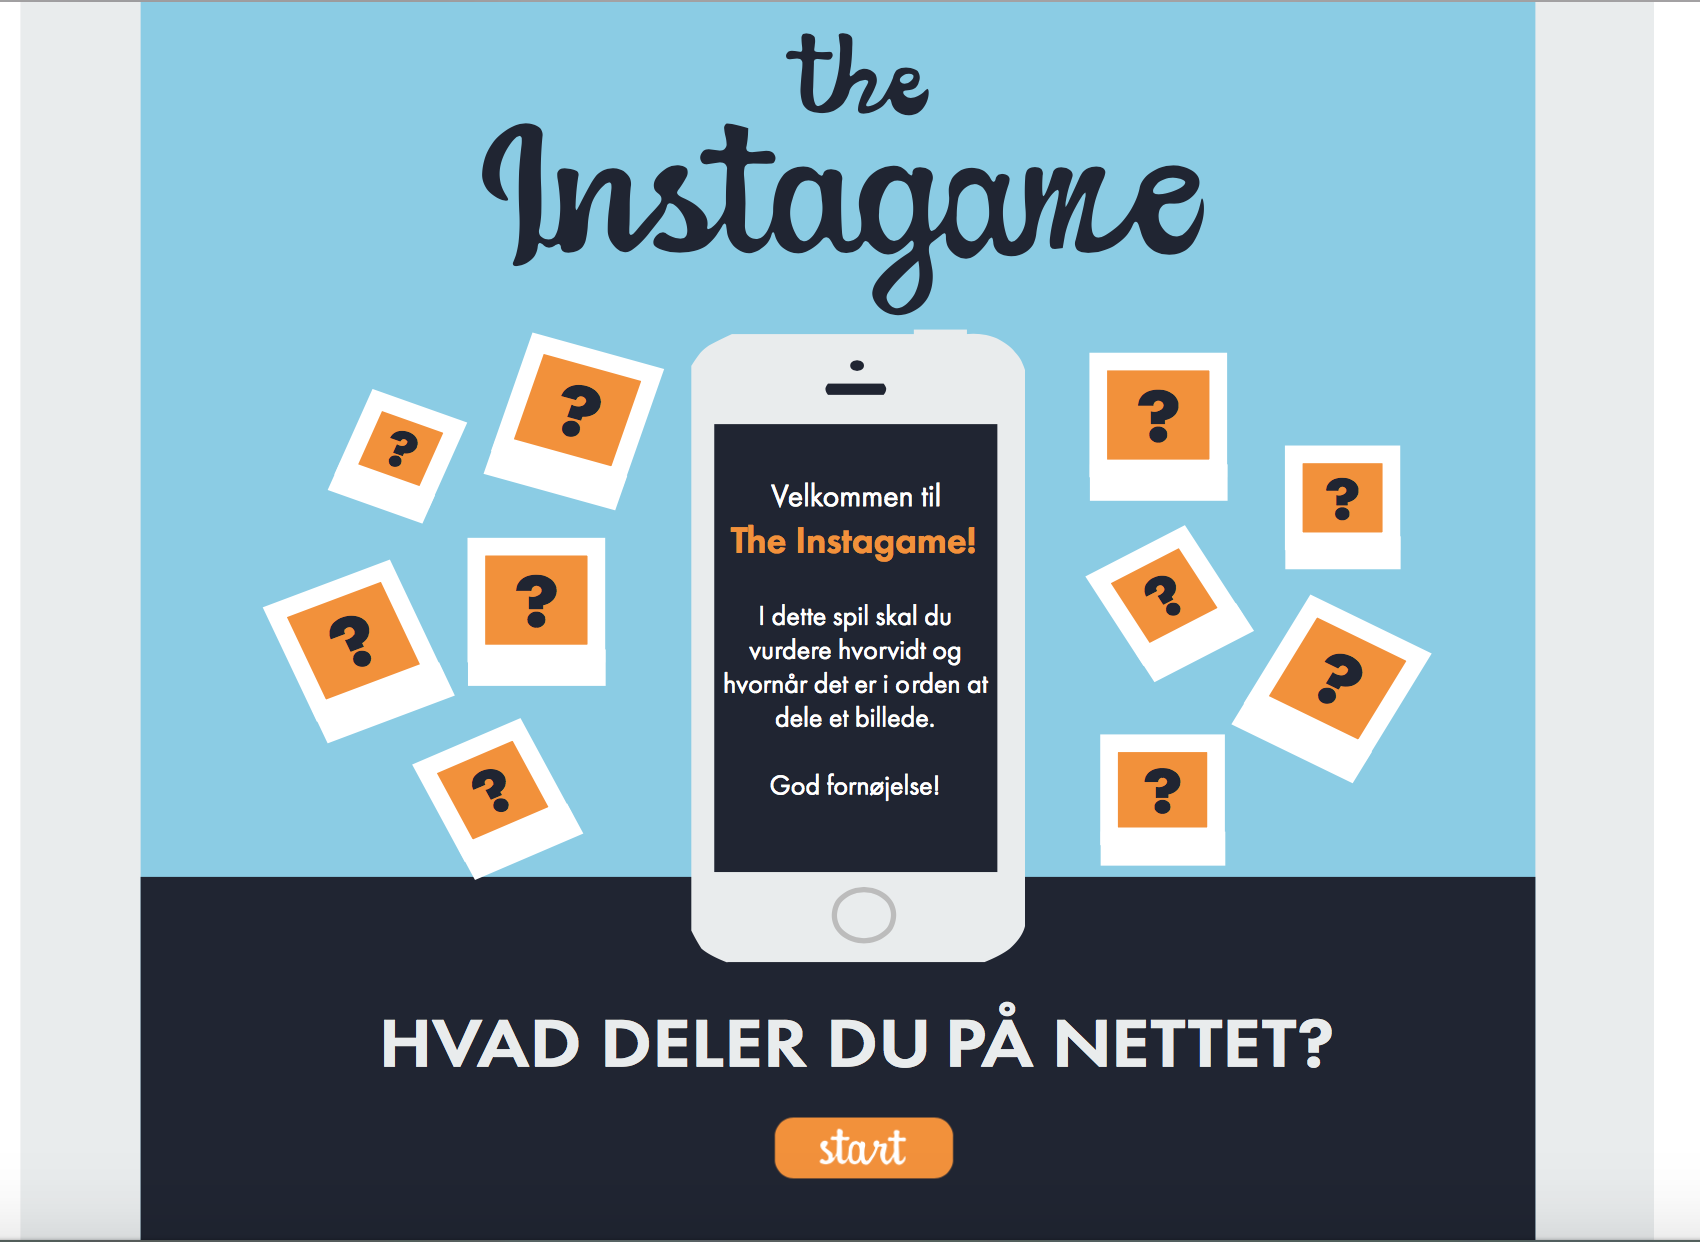 the
Instagame
?
?
?
?
?
?
?
?
?
?
Velkommen til
The Instagame!
I dette spil skal du
vurdere hvorvidt og
hvornår det er i orden at
dele et billede.
God fornøjelse!
HVAD DELER DU PÅ NETTET?
start